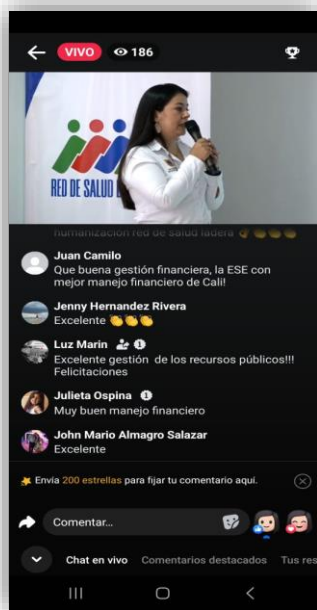 VIVO 186
RED DE SALUD
humanización red de salud ladera
Juan Camilo
Que buena gestión financiera, la ESE con
mejor manejo financiero de Cali!
Jenny Hernandez Rivera
Excelente 👏👏👏
Luz Marin
Excelente gestión de los recursos públicos!!!
Felicitaciones
Julieta Ospina
Muy buen manejo financiero
John Mario Almagro Salazar
Excelente
Envía 200 estrellas para fijar tu comentario aquí.
Comentar...
Chat en vivo Comentarios destacados Tus res